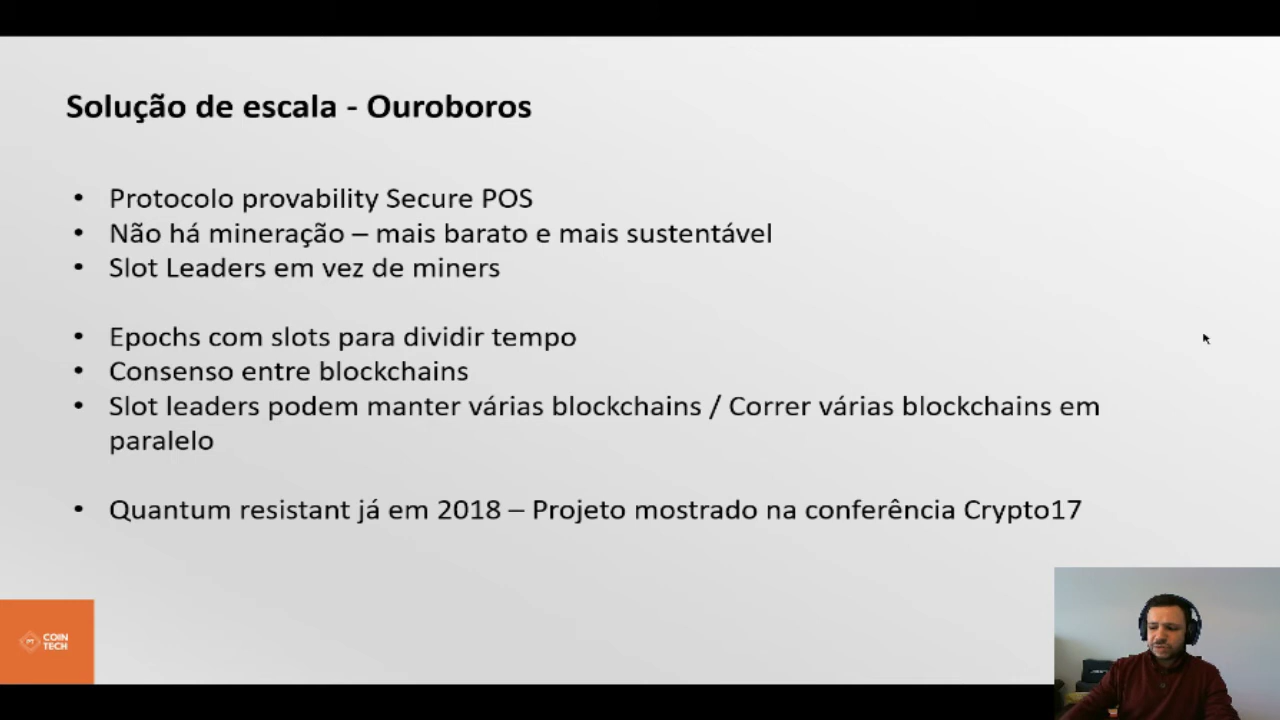 Solução de escala - Ouroboros
• Protocolo provability Secure POS
• Não há mineração – mais barato e mais sustentável
• Slot Leaders em vez de miners
• Epochs com slots para dividir tempo
• Consenso entre blockchains
• Slot leaders podem manter várias blockchains / Correr várias blockchains em
paralelo
• Quantum resistant já em 2018 – Projeto mostrado na conferência Crypto17
COIN
TECH